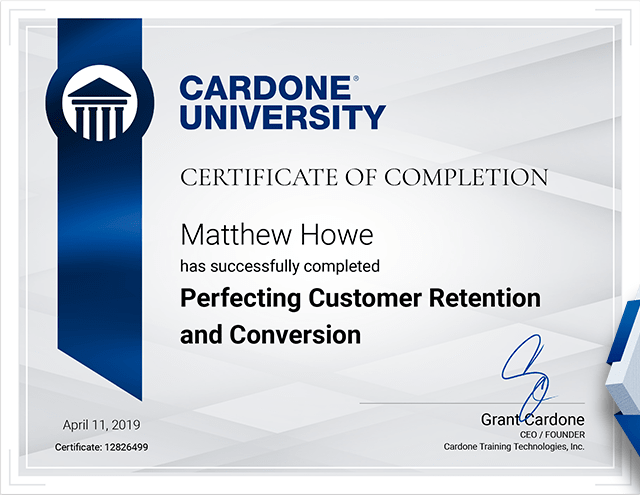 CARDONE®
UNIVERSITY
CERTIFICATE OF COMPLETION
Matthew Howe
has successfully completed
Perfecting Customer Retention
and Conversion
April 11, 2019
Certificate: 12826499
Grant Cardone
CEO / FOUNDER
Cardone Training Technologies, Inc.